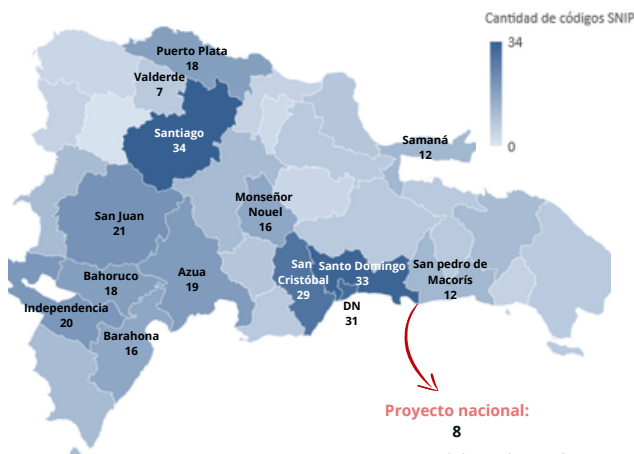 Cantidad de códigos SNIP
34
0
Puerto Plata
18
Valderde
7
Santiago
34
Samaná
12
Monseñor
Nouel
16
San Juan
21
San
Cristóbal
29
Santo Domingo
33
San pedro de
Macorís
12
Bahoruco
18
Azua
19
DN
31
Independencia
20
Barahona
16
Proyecto nacional:
8